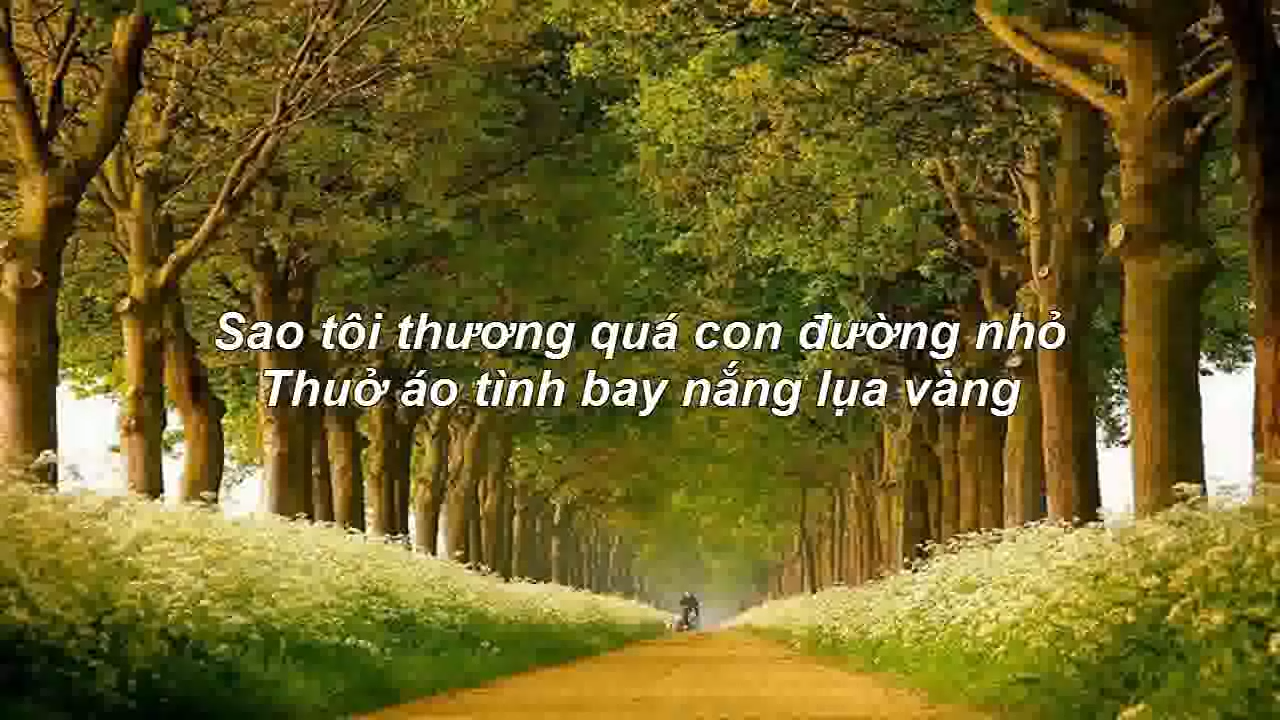 Sao tôi thương quá con đường nhỏ
Thuở áo tình bay nắng lụa vàng